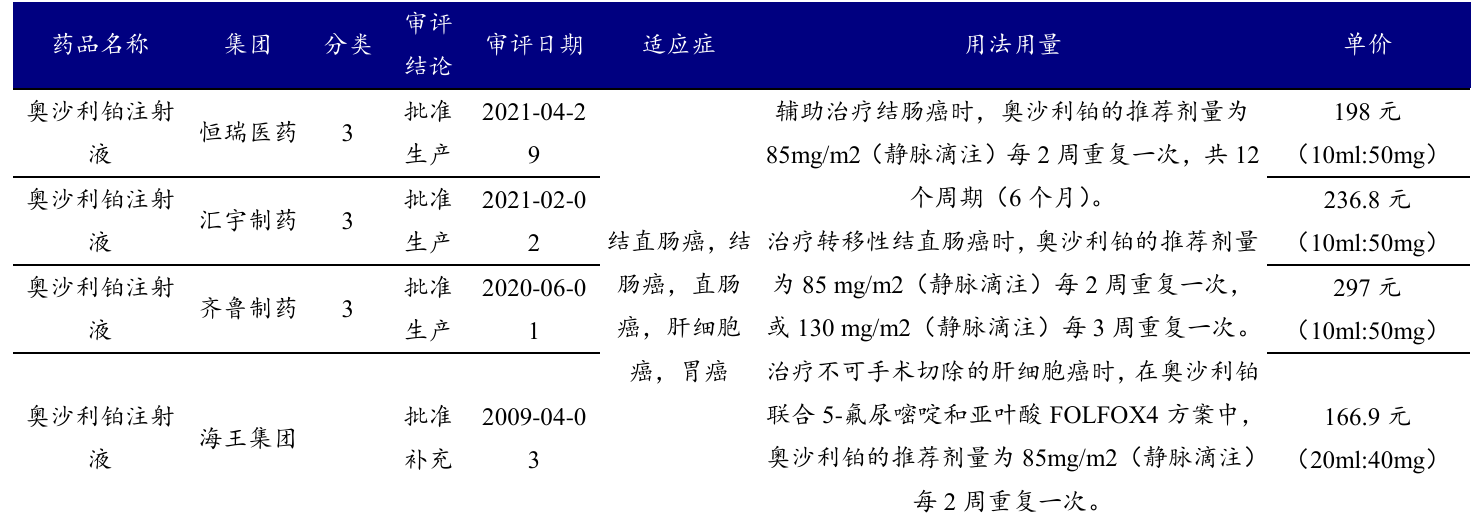 药品名称 集团 分类 审评结论 审评日期 适应症 用法用量 单价
奥沙利铂注射
液
恒瑞医药
3
批准
生产
2021-04-2
9
198 元
（10ml:50mg）
奥沙利铂注射
液
汇宇制药
3
批准
生产
2021-02-0
2
236.8 元
（10ml:50mg）
奥沙利铂注射
液
齐鲁制药
3
批准
生产
2020-06-0
1
297 元
（10ml:50mg）
奥沙利铂注射
液
海王集团
批准
补充
2009-04-0
3
166.9 元
（20ml:40mg）
结直肠癌，结
肠癌，直肠
癌，肝细胞
癌，胃癌
辅助治疗结肠癌时，奥沙利铂的推荐剂量为
85mg/m2（静脉滴注）每 2 周重复一次，共 12
个周期（6 个月）。
治疗转移性结直肠癌时，奥沙利铂的推荐剂量
为 85 mg/m2（静脉滴注）每 2 周重复一次，
或 130 mg/m2（静脉滴注）每 3 周重复一次。
治疗不可手术切除的肝细胞癌时，在奥沙利铂
联合 5-氟尿嘧啶和亚叶酸 FOLFOX4 方案中，
奥沙利铂的推荐剂量为 85mg/m2（静脉滴注）
每 2 周重复一次。